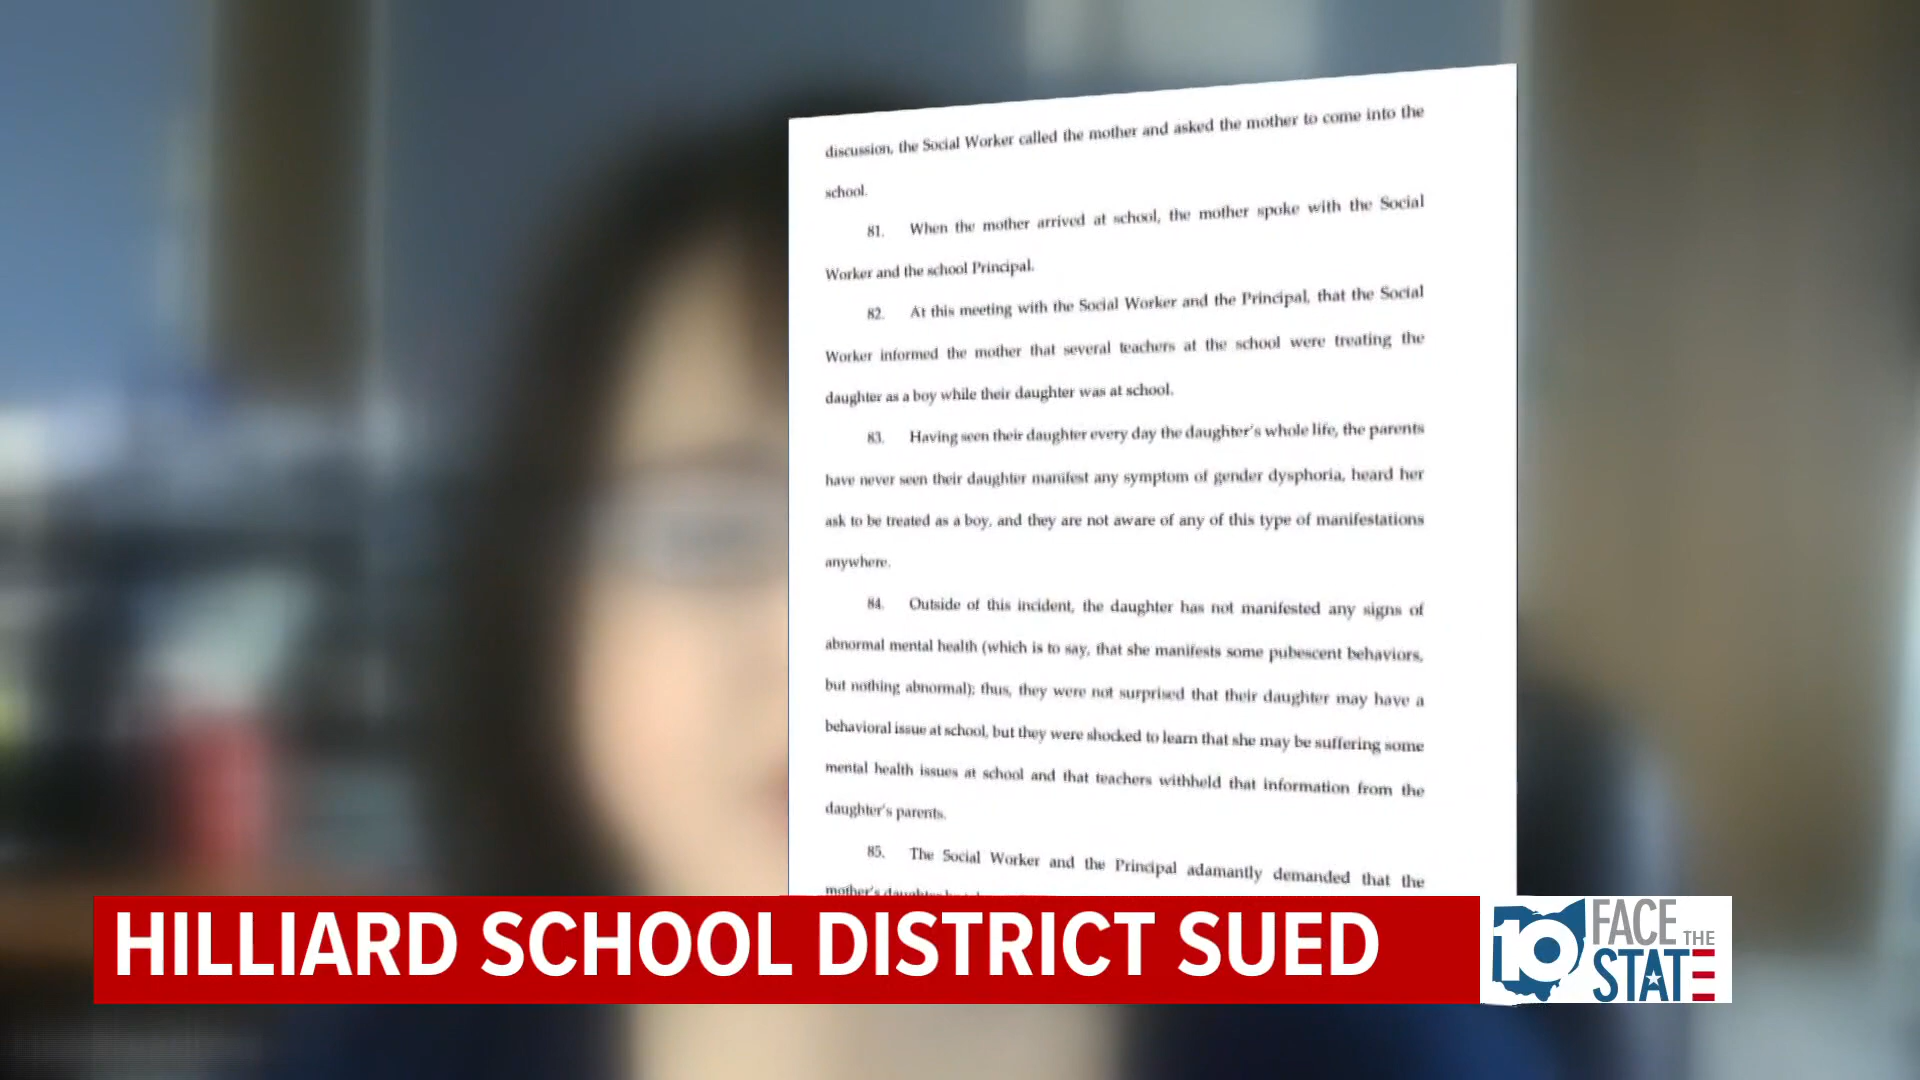 discussion, the Social Worker called the mother and asked the mother to come into the
school.
81. When the mother arrived at school, the mother spoke with the Social
Worker and the school Principal.
82. At this meeting with the Social Worker and the Principal, that the Social
Worker informed the mother that several teachers at the school were treating the
daughter as a boy while their daughter was at school.
83. Having seen their daughter every day the daughter's whole life, the parents
have never seen their daughter manifest any symptom of gender dysphoria, heard her
ask to be treated as a boy, and they are not aware of any of this type of manifestations
anywhere.
84. Outside of this incident, the daughter has not manifested any signs of
abnormal mental health (which is to say, that she manifests some pubescent behaviors,
but nothing abnormal); thus, they were not surprised that their daughter may have a
behavioral issue at school, but they were shocked to learn that she may be suffering some
mental health issues at school and that teachers withheld that information from the
daughter's parents.
85. The Social Worker and the Principal adamantly demanded that the
mother's daughter
HILLIARD SCHOOL DISTRICT SUED
10 FACE THE STATE